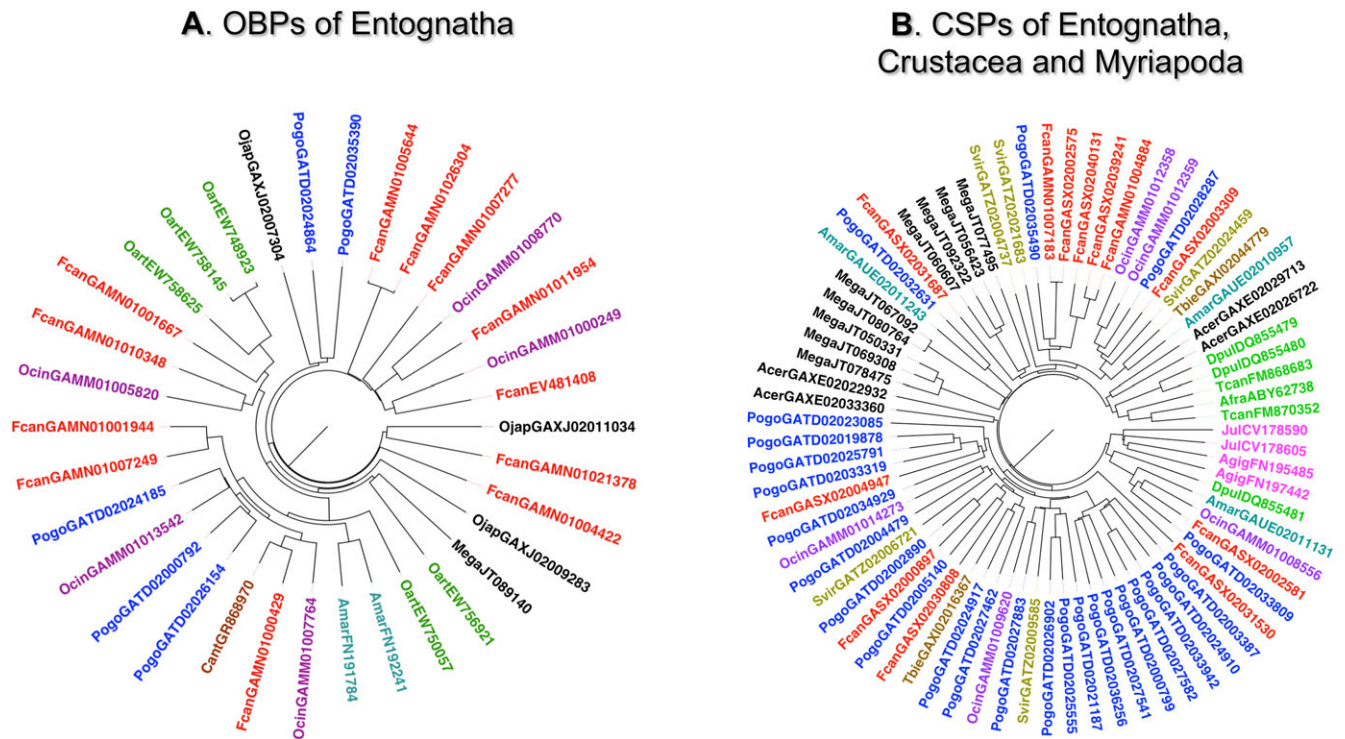 A. OBPs of Entognatha
OjapGAXJ02007304
PogoGATD02024864
PogoGATD02035390
FcanGAMN01005644
FcanGAMN01026304
FcanGAMN01007277
OcinGAMM01008770
FcanGAMN01011954
OcinGAMM01000249
FcanEV481408
OjapGAXJ02011034
FcanGAMN01021378
FcanGAMN01004422
OjapGAXJ02009283
MegaJT089140
OartEW756921
OartEW750057
AmarFN192241
AmarFN191784
OcinGAMM01007764
FcanGAMN01000429
CantGR868970
PogoGATD02026154
PogoGATD02000792
OcinGAMM01013542
PogoGATD02024185
FcanGAMN01007249
FcanGAMN01001944
OcinGAMM01005820
FcanGAMN01010348
FcanGAMN01001667
OartEW758625
OartEW758145
OartEW748923
B. CSPs of Entognatha,
Crustacea and Myriapoda
PogoGATD02035490
FcanGAMN01007183
FcanGASX02002575
FcanGASX02040131
FcanGASX02039241
FcanGAMN01004884
OcinGAMM01012358
OcinGAMM01012359
PogoGATD02028287
FcanGASX02003309
SvirGATZ02024459
TbieGAXI02044779
AmarGAUE02010957
AcerGAXE02029713
AcerGAXE02026722
DpulDQ855479
DpulDQ855480
TcanFM868683
AfraABY62738
TcanFM870352
JulCV178590
JulCV178605
AgigFN195485
AgigFN197442
DpulDQ855481
AmarGAUE02011131
OcinGAMM01008556
FcanGASX02002581
PogoGATD02033809
FcanGASX02031530
PogoGATD02003387
PogoGATD02024910
PogoGATD02033942
PogoGATD02027582
PogoGATD02000799
PogoGATD02027541
PogoGATD02036256
PogoGATD02021187
PogoGATD02025555
PogoGATD02026902
SvirGATZ02009585
PogoGATD02027883
OcinGAMM01009620
PogoGATD02027462
PogoGATD02024917
TbieGAXI02016367
FcanGASX02030808
PogoGATD02005140
FcanGASX02000897
PogoGATD02002890
SvirGATZ02006721
PogoGATD02004479
OcinGAMM01014273
PogoGATD02034929
FcanGASX02004947
PogoGATD02033319
PogoGATD02025791
PogoGATD02019878
PogoGATD02023085
AcerGAXE02033360
AcerGAXE02022932
MegaJT078475
MegaJT069308
MegaJT050331
MegaJT080764
MegaJT067092
AmarGAUE02011243
PogoGATD02032631
FcanGASX02031687
MegaJT060607
MegaJT092322
MegaJT056423
MegaJT077495
SvirGATZ02004737
SvirGATZ02021683